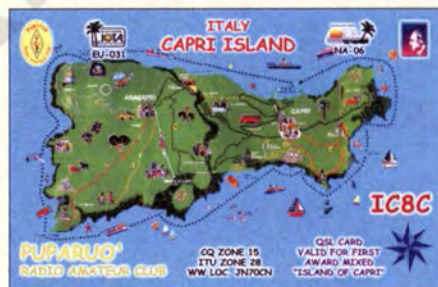 ITALY
CAPRI ISLAND
IOTA
EU-031
NA-06
ANACAPRI
CAPRI
IC8C
PUPARUO'
RADIO AMATEUR CLUB
CQ ZONE 15
ITU ZONE 28
WW LOC JN70CN
QSL CARD
VALID FOR FIRST
AWARD MIXED
"ISLAND OF CAPRI"